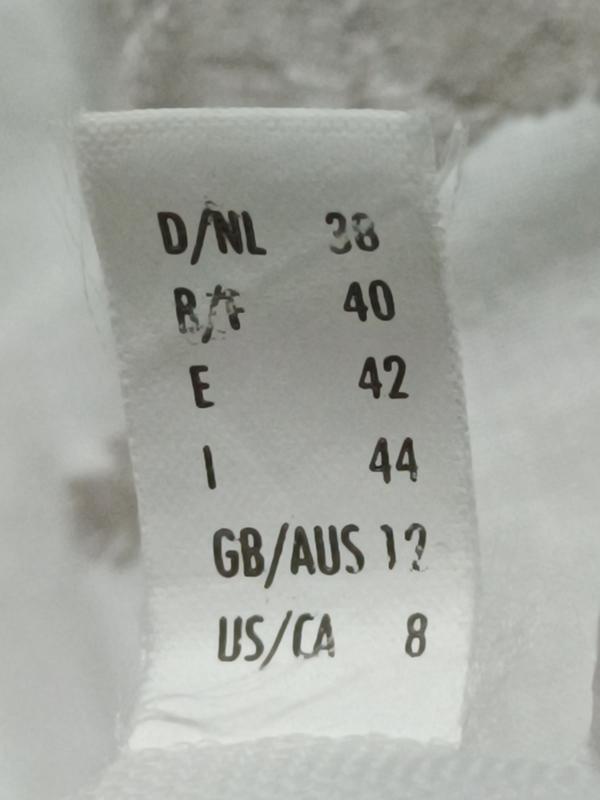 D/NL 38
B/F 40
E 42
I 44
GB/AUS 12
US/CA 8